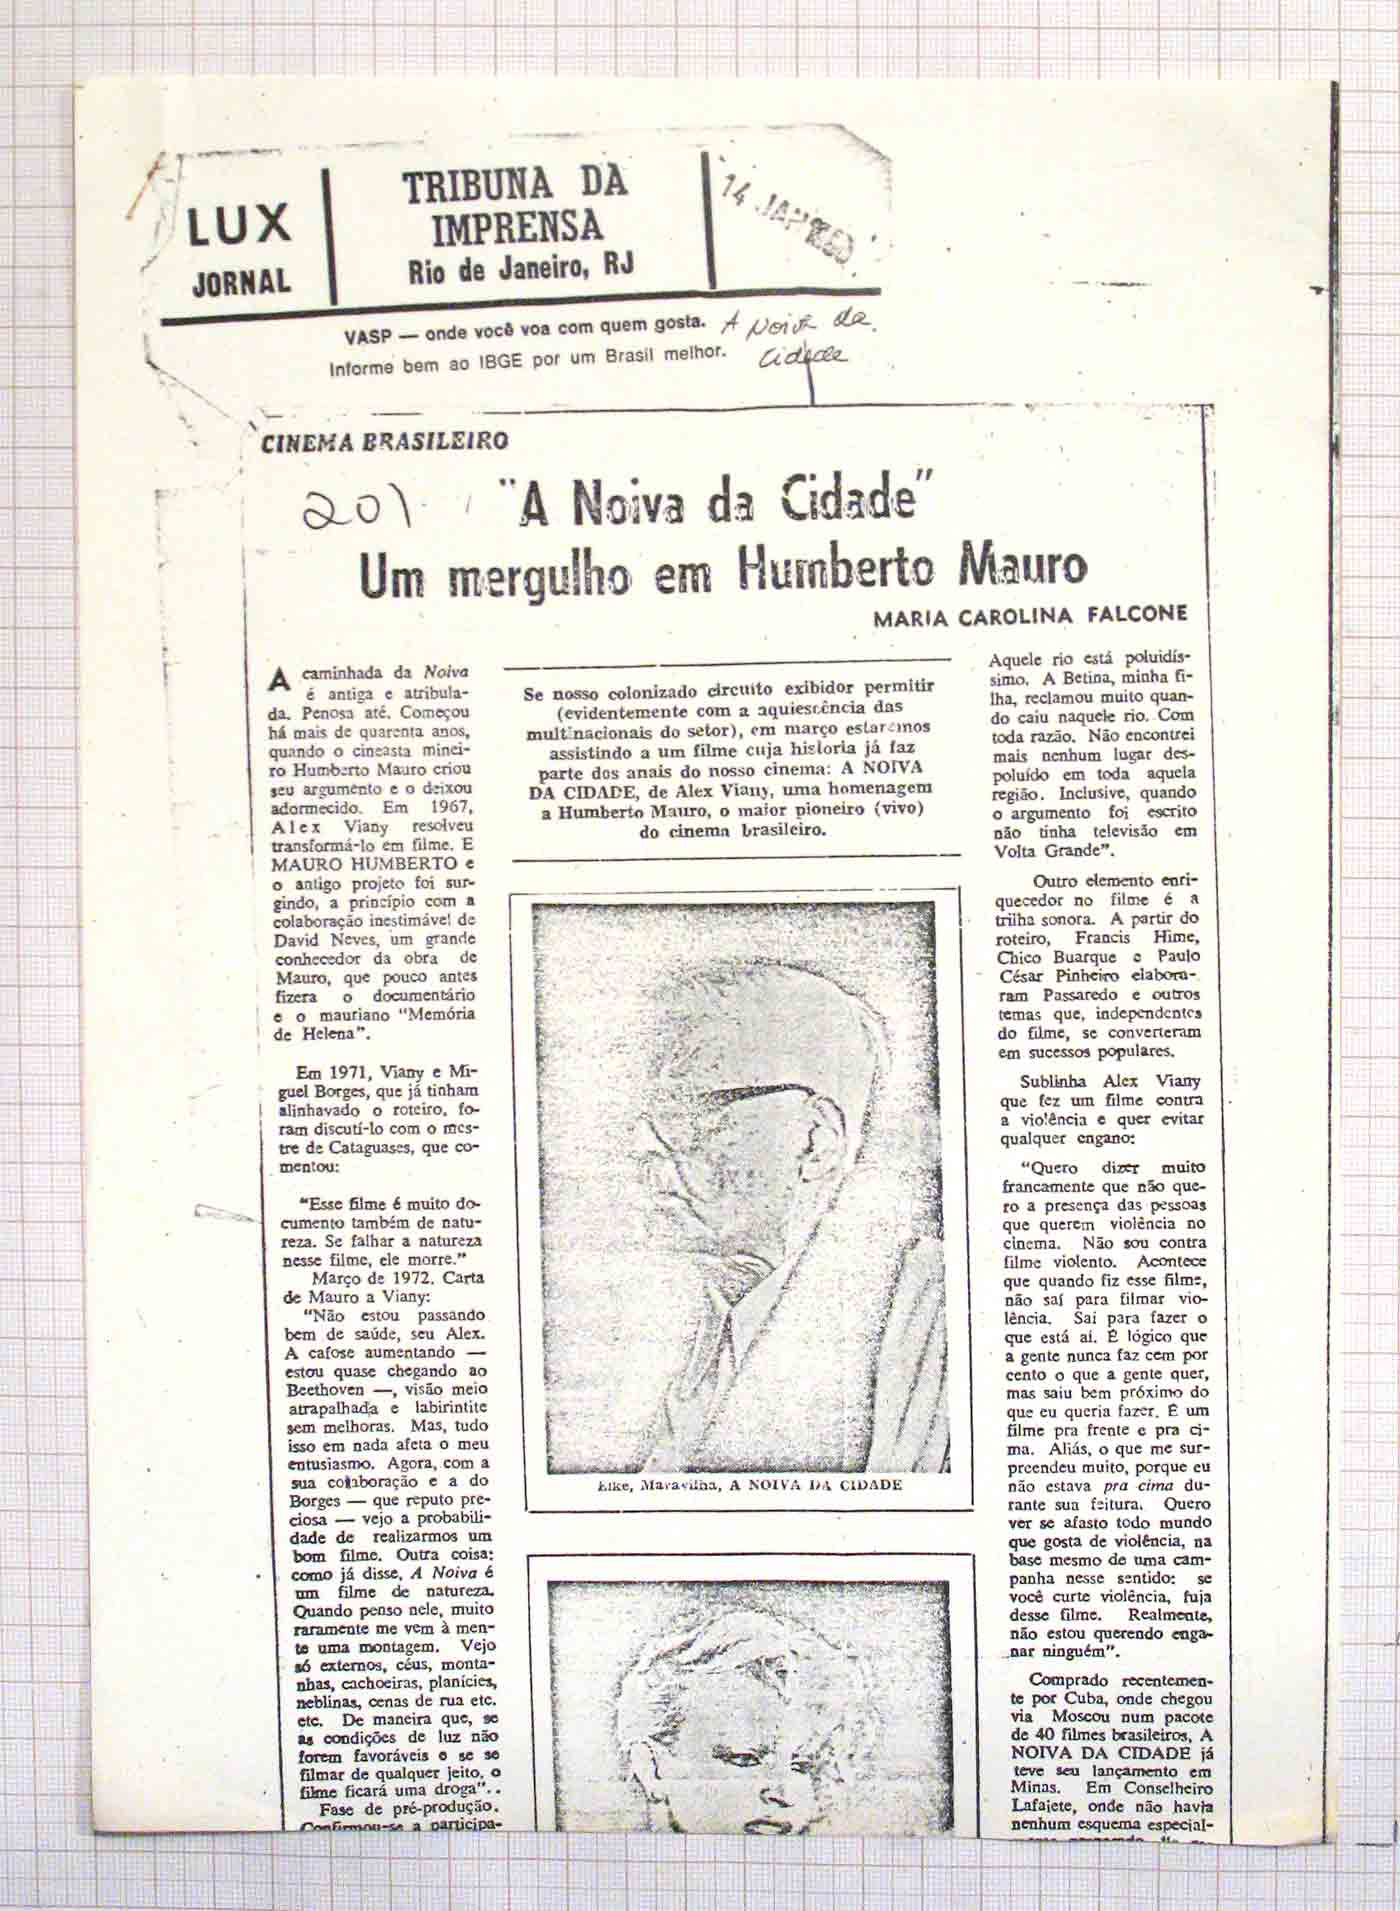 LUX
JORNAL
TRIBUNA DA
IMPRENSA
Rio de Janeiro, RJ
14 JAN
VASP — onde você voa com quem gosta.
Informe bem ao IBGE por um Brasil melhor.
A Noiva da
Cidade
CINEMA BRASILEIRO
201
"A Noiva da Cidade"
Um mergulho em Humberto Mauro
MARIA CAROLINA FALCONE
A caminhada da Noiva
é antiga e atribula-
da. Penosa até. Começou
há mais de quarenta anos,
quando o cineasta minei-
ro Humberto Mauro criou
seu argumento e o deixou
adormecido. Em 1967,
Alex Viany resolveu
transformá-lo em filme. E
MAURO HUMBERTO e
o antigo projeto foi sur-
gindo, a princípio com a
colaboração inestimável de
David Neves, um grande
conhecedor da obra de
Mauro, que pouco antes
fizera o documentário
e o mauriano "Memória
de Helena".
Em 1971, Viany e Mi-
guel Borges, que já tinham
alinhavado o roteiro, fo-
ram discutí-lo com o mes-
tre de Cataguases, que co-
mentou:
"Esse filme é muito do-
cumento também de natu-
reza. Se falhar a natureza
nesse filme, ele morre."
Março de 1972. Carta
de Mauro a Viany:
"Não estou passando
bem de saúde, seu Alex.
A cafose aumentando —
estou quase chegando ao
Beethoven —, visão meio
atrapalhada e labirintite
sem melhoras. Mas, tudo
isso em nada afeta o meu
entusiasmo. Agora, com a
sua colaboração e a do
Borges — que reputo pre-
ciosa — vejo a probabili-
dade de realizarmos um
bom filme. Outra coisa:
como já disse, A Noiva é
um filme de natureza.
Quando penso nele, muito
raramente me vem à men-
te uma montagem. Vejo
só externos, céus, monta-
nhas, cachoeiras, planícies,
neblinas, cenas de rua etc.
etc. De maneira que, se
as condições de luz não
forem favoráveis e se se
filmar de qualquer jeito, o
filme ficará uma droga"..
Fase de pré-produção.
Confirmou-se a participa-
Se nosso colonizado circuito exibidor permitir
(evidentemente com a aquiescência das
multinacionais do setor), em março estaremos
assistindo a um filme cuja historia já faz
parte dos anais do nosso cinema: A NOIVA
DA CIDADE, de Alex Viany, uma homenagem
a Humberto Mauro, o maior pioneiro (vivo)
do cinema brasileiro.
Elke, Maravilha, A NOIVA DA CIDADE
Aquele rio está poluidís-
simo. A Betina, minha fi-
lha, reclamou muito quan-
do caiu naquele rio. Com
toda razão. Não encontrei
mais nenhum lugar des-
poluído em toda aquela
região. Inclusive, quando
o argumento foi escrito
não tinha televisão em
Volta Grande".
Outro elemento enri-
quecedor no filme é a
trilha sonora. A partir do
roteiro, Francis Hime,
Chico Buarque e Paulo
César Pinheiro elabora-
ram Passaredo e outros
temas que, independentes
do filme, se converteram
em sucessos populares.
Sublinha Alex Viany
que fez um filme contra
a violência e quer evitar
qualquer engano:
"Quero dizer muito
francamente que não que-
ro a presença das pessoas
que querem violência no
cinema. Não sou contra
filme violento. Acontece
que quando fiz esse filme,
não saí para filmar vio-
lência. Saí para fazer o
que está aí. É lógico que
a gente nunca faz cem por
cento o que a gente quer,
mas saiu bem próximo do
que eu queria fazer. É um
filme pra frente e pra ci-
ma. Aliás, o que me sur-
preendeu muito, porque eu
não estava pra cima du-
rante sua feitura. Quero
ver se afasto todo mundo
que gosta de violência, na
base mesmo de uma cam-
panha nesse sentido: se
você curte violência, fuja
desse filme. Realmente,
não estou querendo enga-
nar ninguém".
Comprado recentemen-
te por Cuba, onde chegou
via Moscou num pacote
de 40 filmes brasileiros, A
NOIVA DA CIDADE já
teve seu lançamento em
Minas. Em Conselheiro
Lafaiete, onde não havia
nenhum esquema especial-